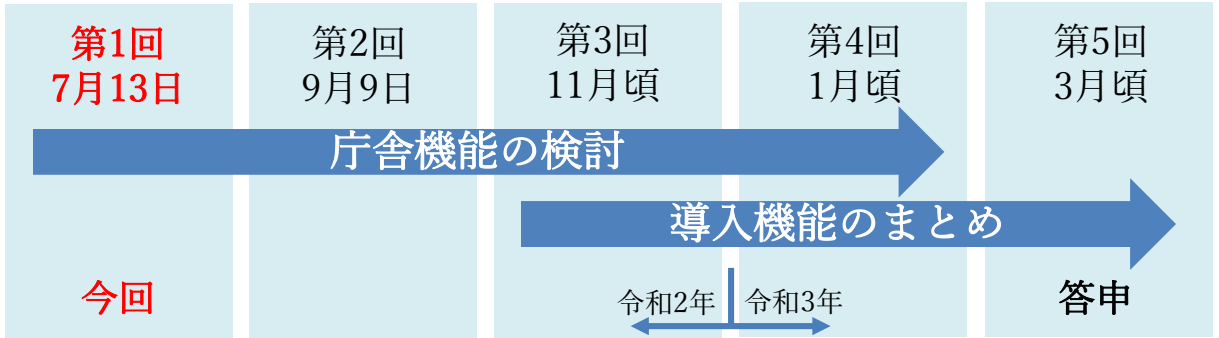 第1回
7月13日
第2回
9月9日
第3回
11月頃
第4回
1月頃
第5回
3月頃
庁舎機能の検討
導入機能のまとめ
今回
令和2年
令和3年
答申